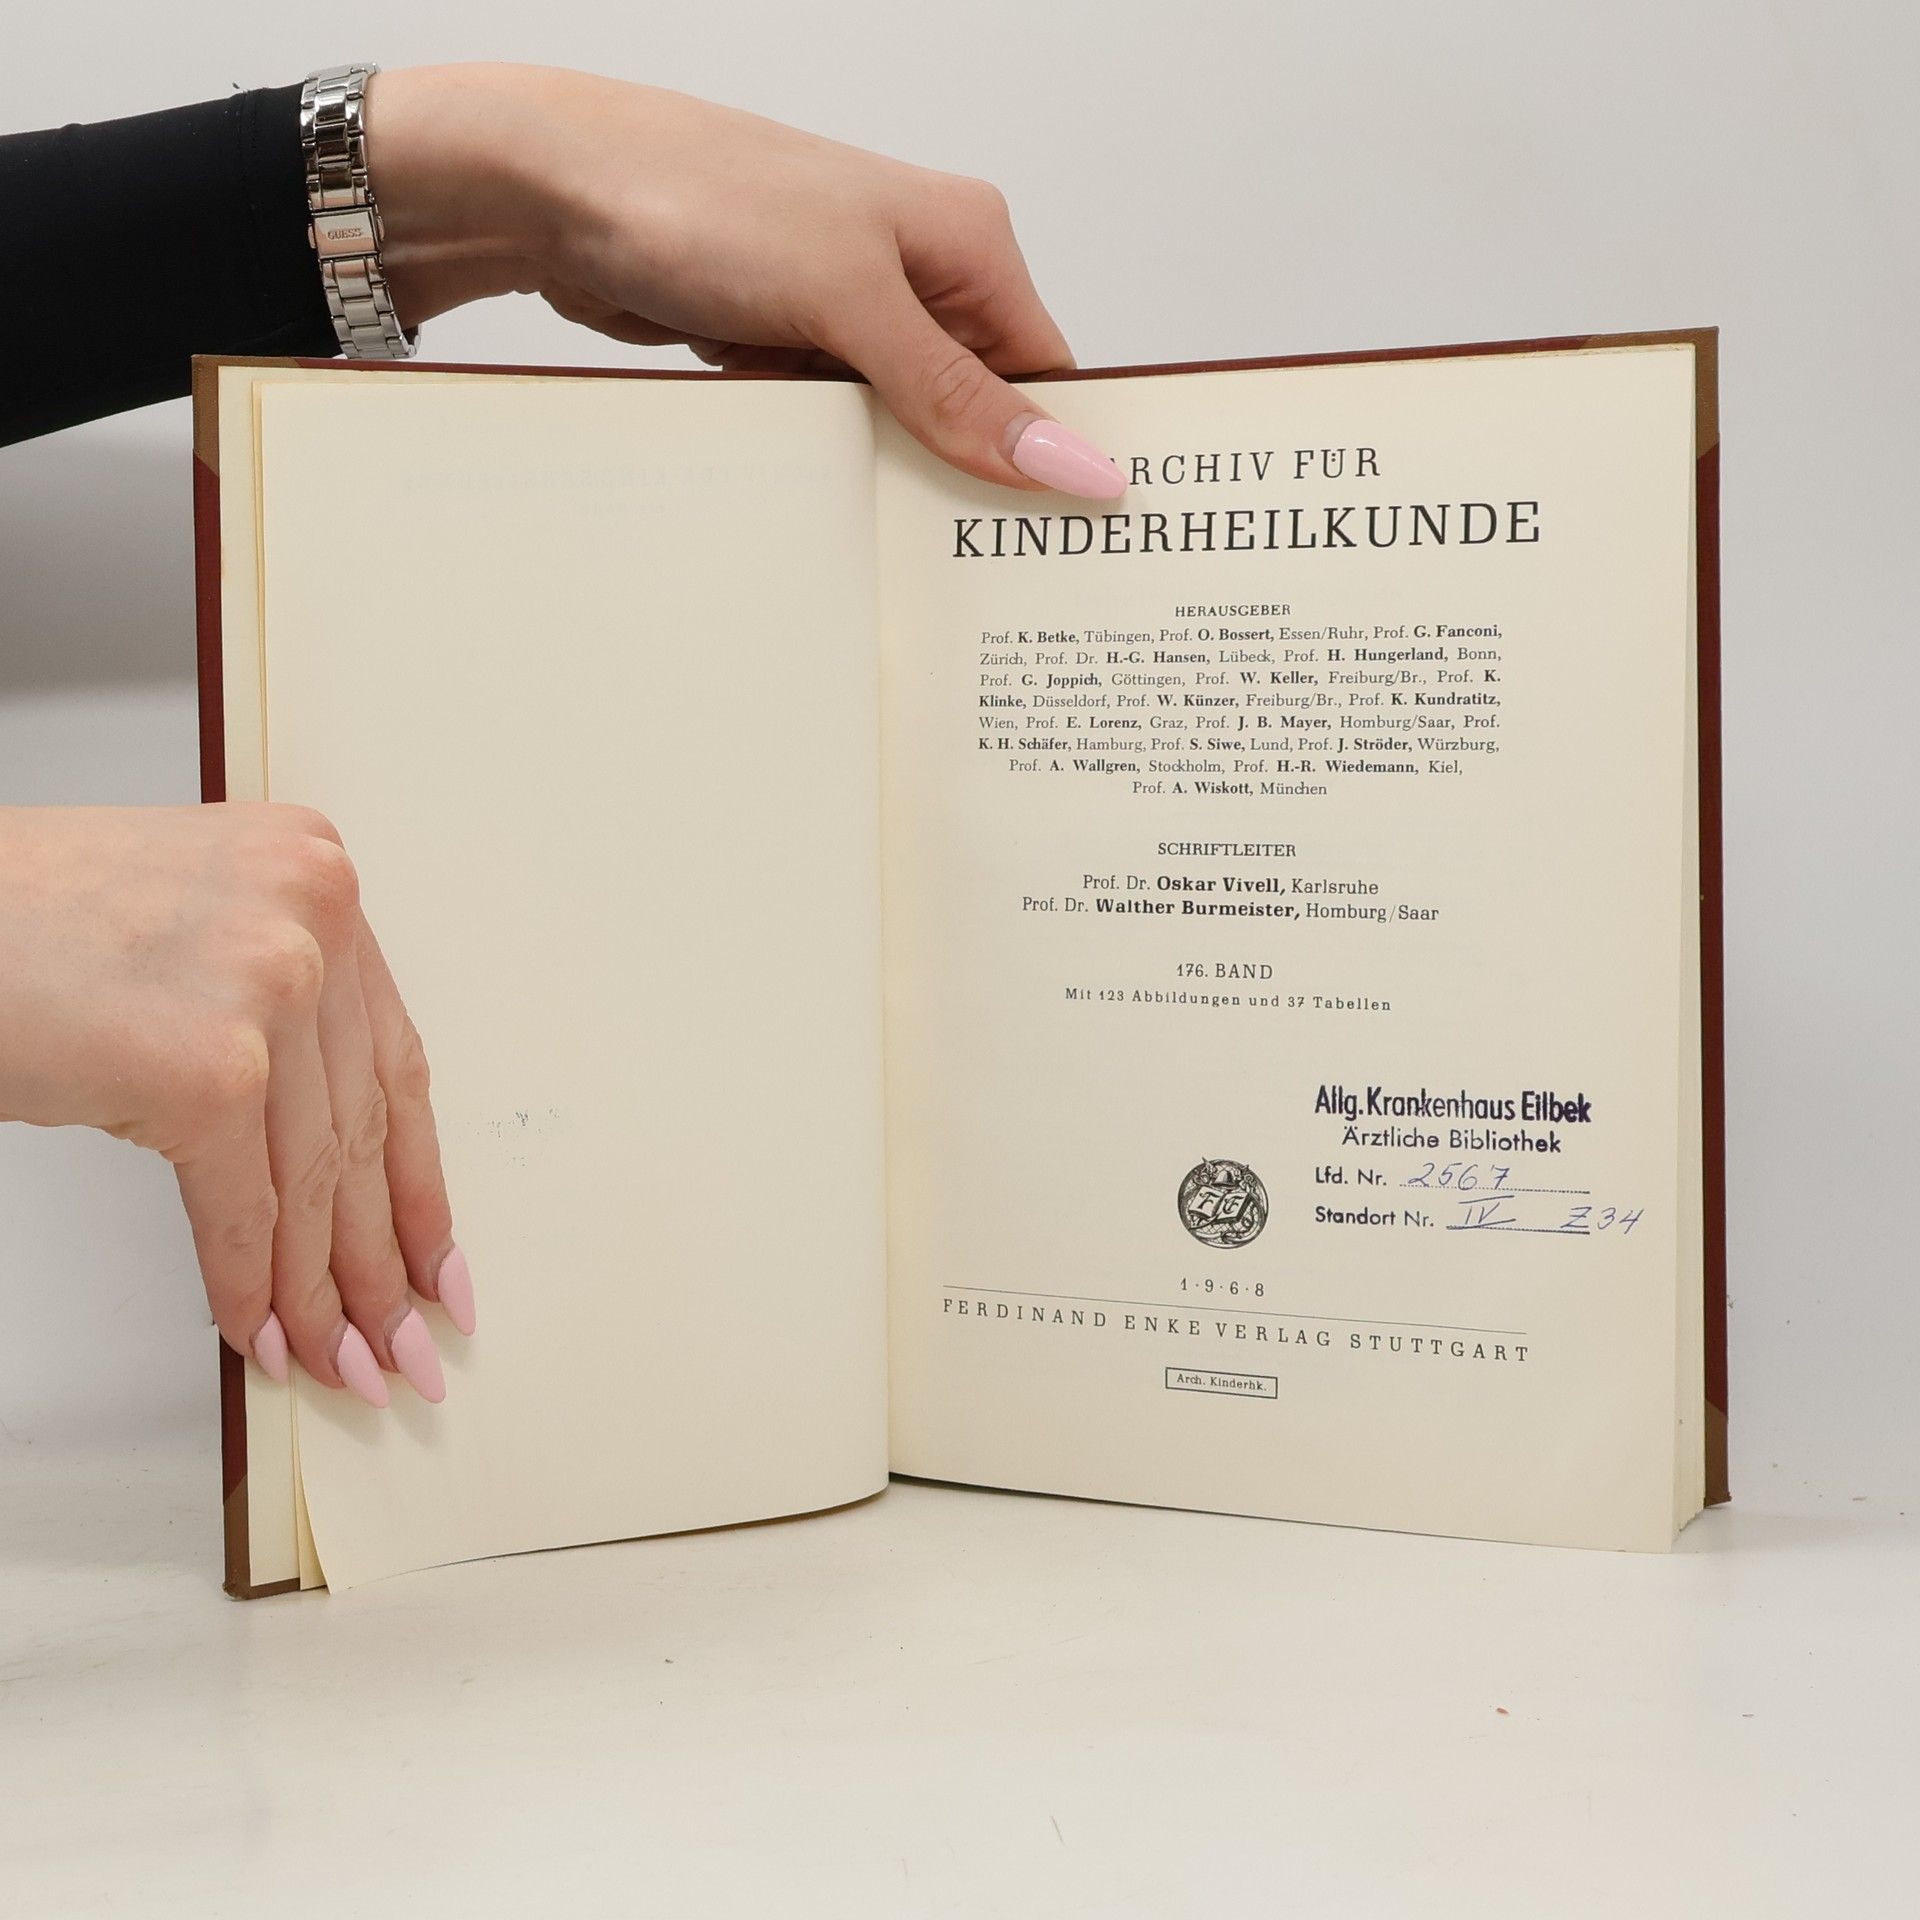 GUESS
ARCHIV FÜR
KINDERHEILKUNDE
HERAUSGEBER
Prof. K. Betke, Tübingen, Prof. O. Bossert, Essen/Ruhr, Prof. G. Fanconi,
Zürich, Prof. Dr. H.-G. Hansen, Lübeck, Prof. H. Hungerland, Bonn,
Prof. G. Joppich, Göttingen, Prof. W. Keller, Freiburg/Br., Prof. K.
Klinke, Düsseldorf, Prof. W. Künzer, Freiburg/Br., Prof. K. Kundratitz,
Wien, Prof. E. Lorenz, Graz, Prof. J. B. Mayer, Homburg/Saar, Prof.
K. H. Schäfer, Hamburg, Prof. S. Siwe, Lund, Prof. J. Ströder, Würzburg,
Prof. A. Wallgren, Stockholm, Prof. H.-R. Wiedemann, Kiel,
Prof. A. Wiskott, München
SCHRIFTLEITER
Prof. Dr. Oskar Vivell, Karlsruhe
Prof. Dr. Walther Burmeister, Homburg/Saar
176. BAND
Mit 123 Abbildungen und 37 Tabellen
Allg. Krankenhaus Eilbek
Ärztliche Bibliothek
Lfd. Nr. 2567
Standort Nr. IV Z34
F E
1·9·6·8
FERDINAND ENKE VERLAG STUTTGART
Arch. Kinderhk.